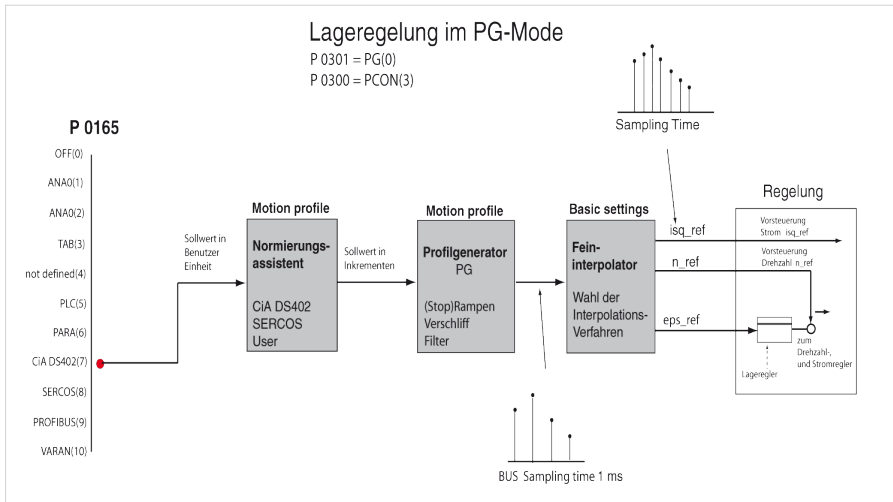 Lageregelung im PG-Mode
P 0301 = PG(0)
P 0300 = PCON(3)
P 0165
OFF(0)
ANA0(1)
ANA0(2)
TAB(3)
not defined(4)
PLC(5)
PARA(6)
CiA DS402(7)
SERCOS(8)
PROFIBUS(9)
VARAN(10)
Sollwert in
Benutzer
Einheit
Motion profile
Normierungs-
assistent
CiA DS402
SERCOS
User
Sollwert in
Inkrementen
Motion profile
Profilgenerator
PG
(Stop)Rampen
Verschliff
Filter
BUS Sampling time 1 ms
Basic settings
Fein-
interpolator
Wahl der
Interpolations-
Verfahren
Sampling Time
isq_ref
n_ref
eps_ref
Regelung
Vorsteuerung
Strom isq_ref
Vorsteuerung
Drehzahl n_ref
zum
Drehzahl-,
und Stromregler
Lageregler